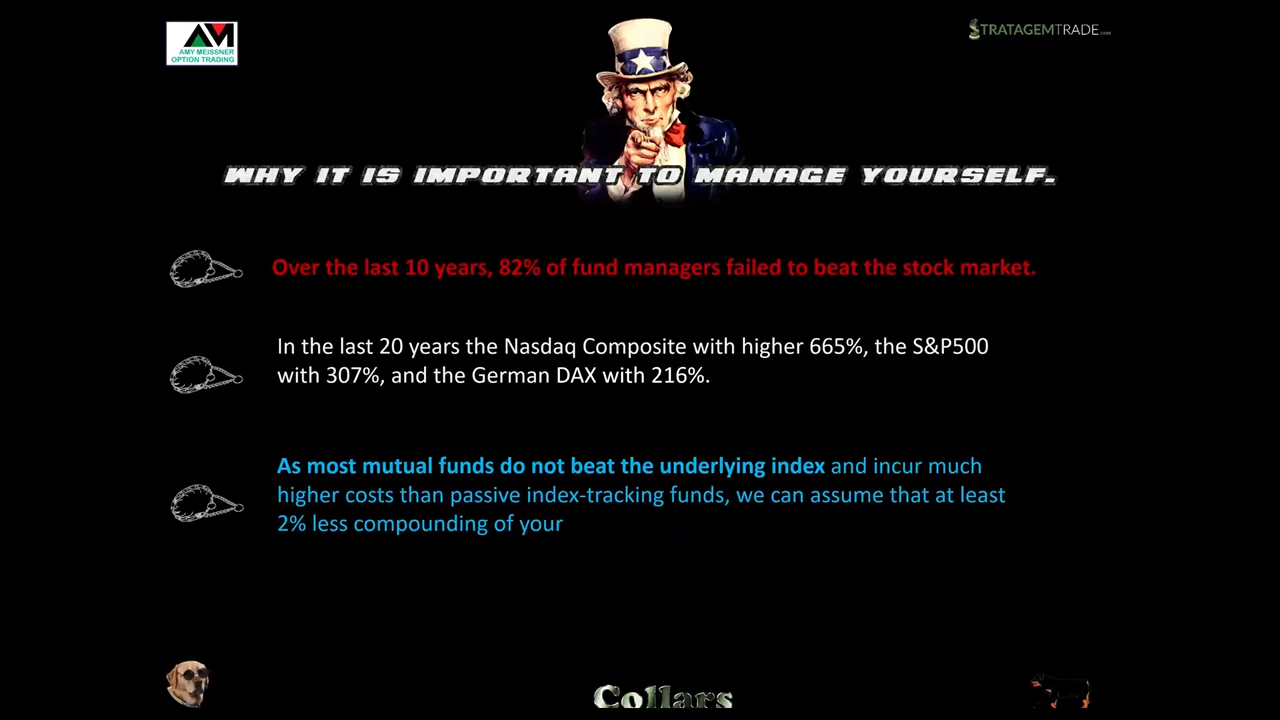 AMY MEISSNER
OPTION TRADING
STRATAGEMTRADE.COM
WHY IT IS IMPORTANT TO MANAGE YOURSELF.
Over the last 10 years, 82% of fund managers failed to beat the stock market.
In the last 20 years the Nasdaq Composite with higher 665%, the S&P500
with 307%, and the German DAX with 216%.
As most mutual funds do not beat the underlying index and incur much
higher costs than passive index-tracking funds, we can assume that at least
2% less compounding of your
Collars